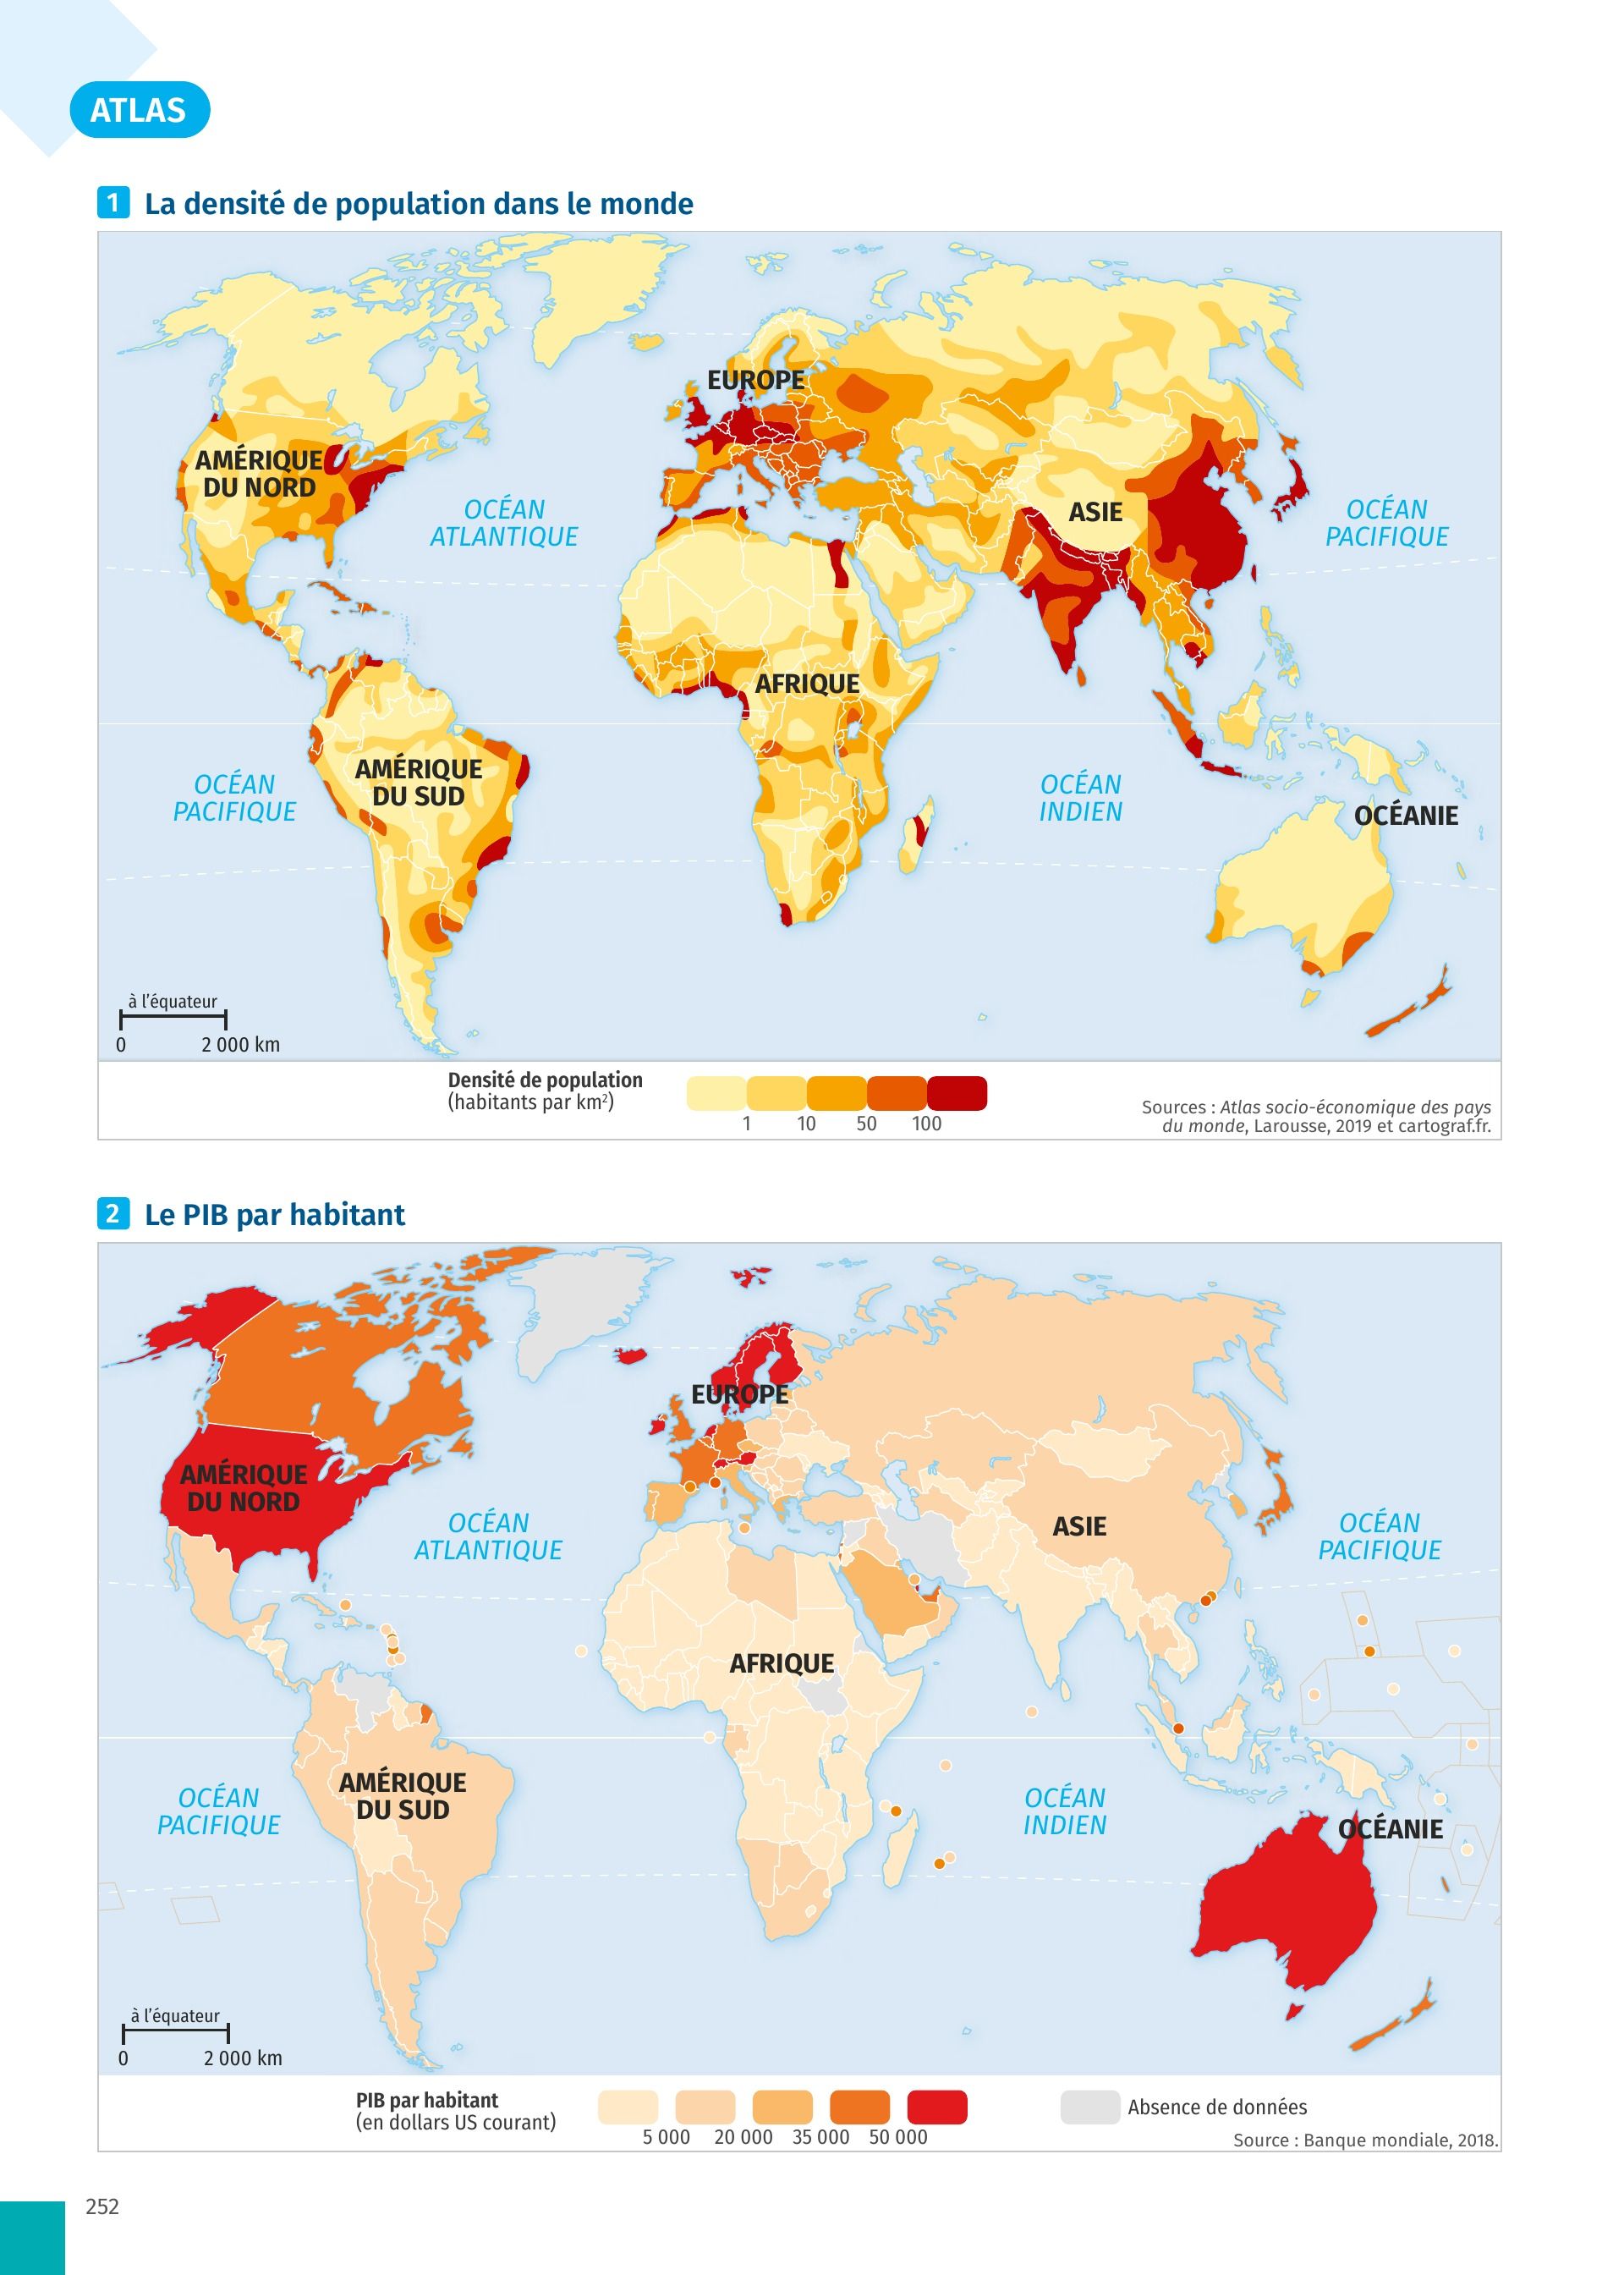 ATLAS
1 La densité de population dans le monde
EUROPE
AMÉRIQUE
DU NORD
OCÉAN
ATLANTIQUE
ASIE
OCÉAN
PACIFIQUE
AFRIQUE
AMÉRIQUE
DU SUD
OCÉAN
PACIFIQUE
OCÉAN
INDIEN
OCÉANIE
à l'équateur
0 2 000 km
Densité de population
(habitants par km²)
1 10 50 100
Sources : Atlas socio-économique des pays
du monde, Larousse, 2019 et cartograf.fr.
2 Le PIB par habitant
EUROPE
AMÉRIQUE
DU NORD
OCÉAN
ATLANTIQUE
ASIE
OCÉAN
PACIFIQUE
AFRIQUE
AMÉRIQUE
DU SUD
OCÉAN
PACIFIQUE
OCÉAN
INDIEN
OCÉANIE
à l'équateur
0 2 000 km
PIB par habitant
(en dollars US courant)
5 000 20 000 35 000 50 000
Absence de données
Source : Banque mondiale, 2018.
252